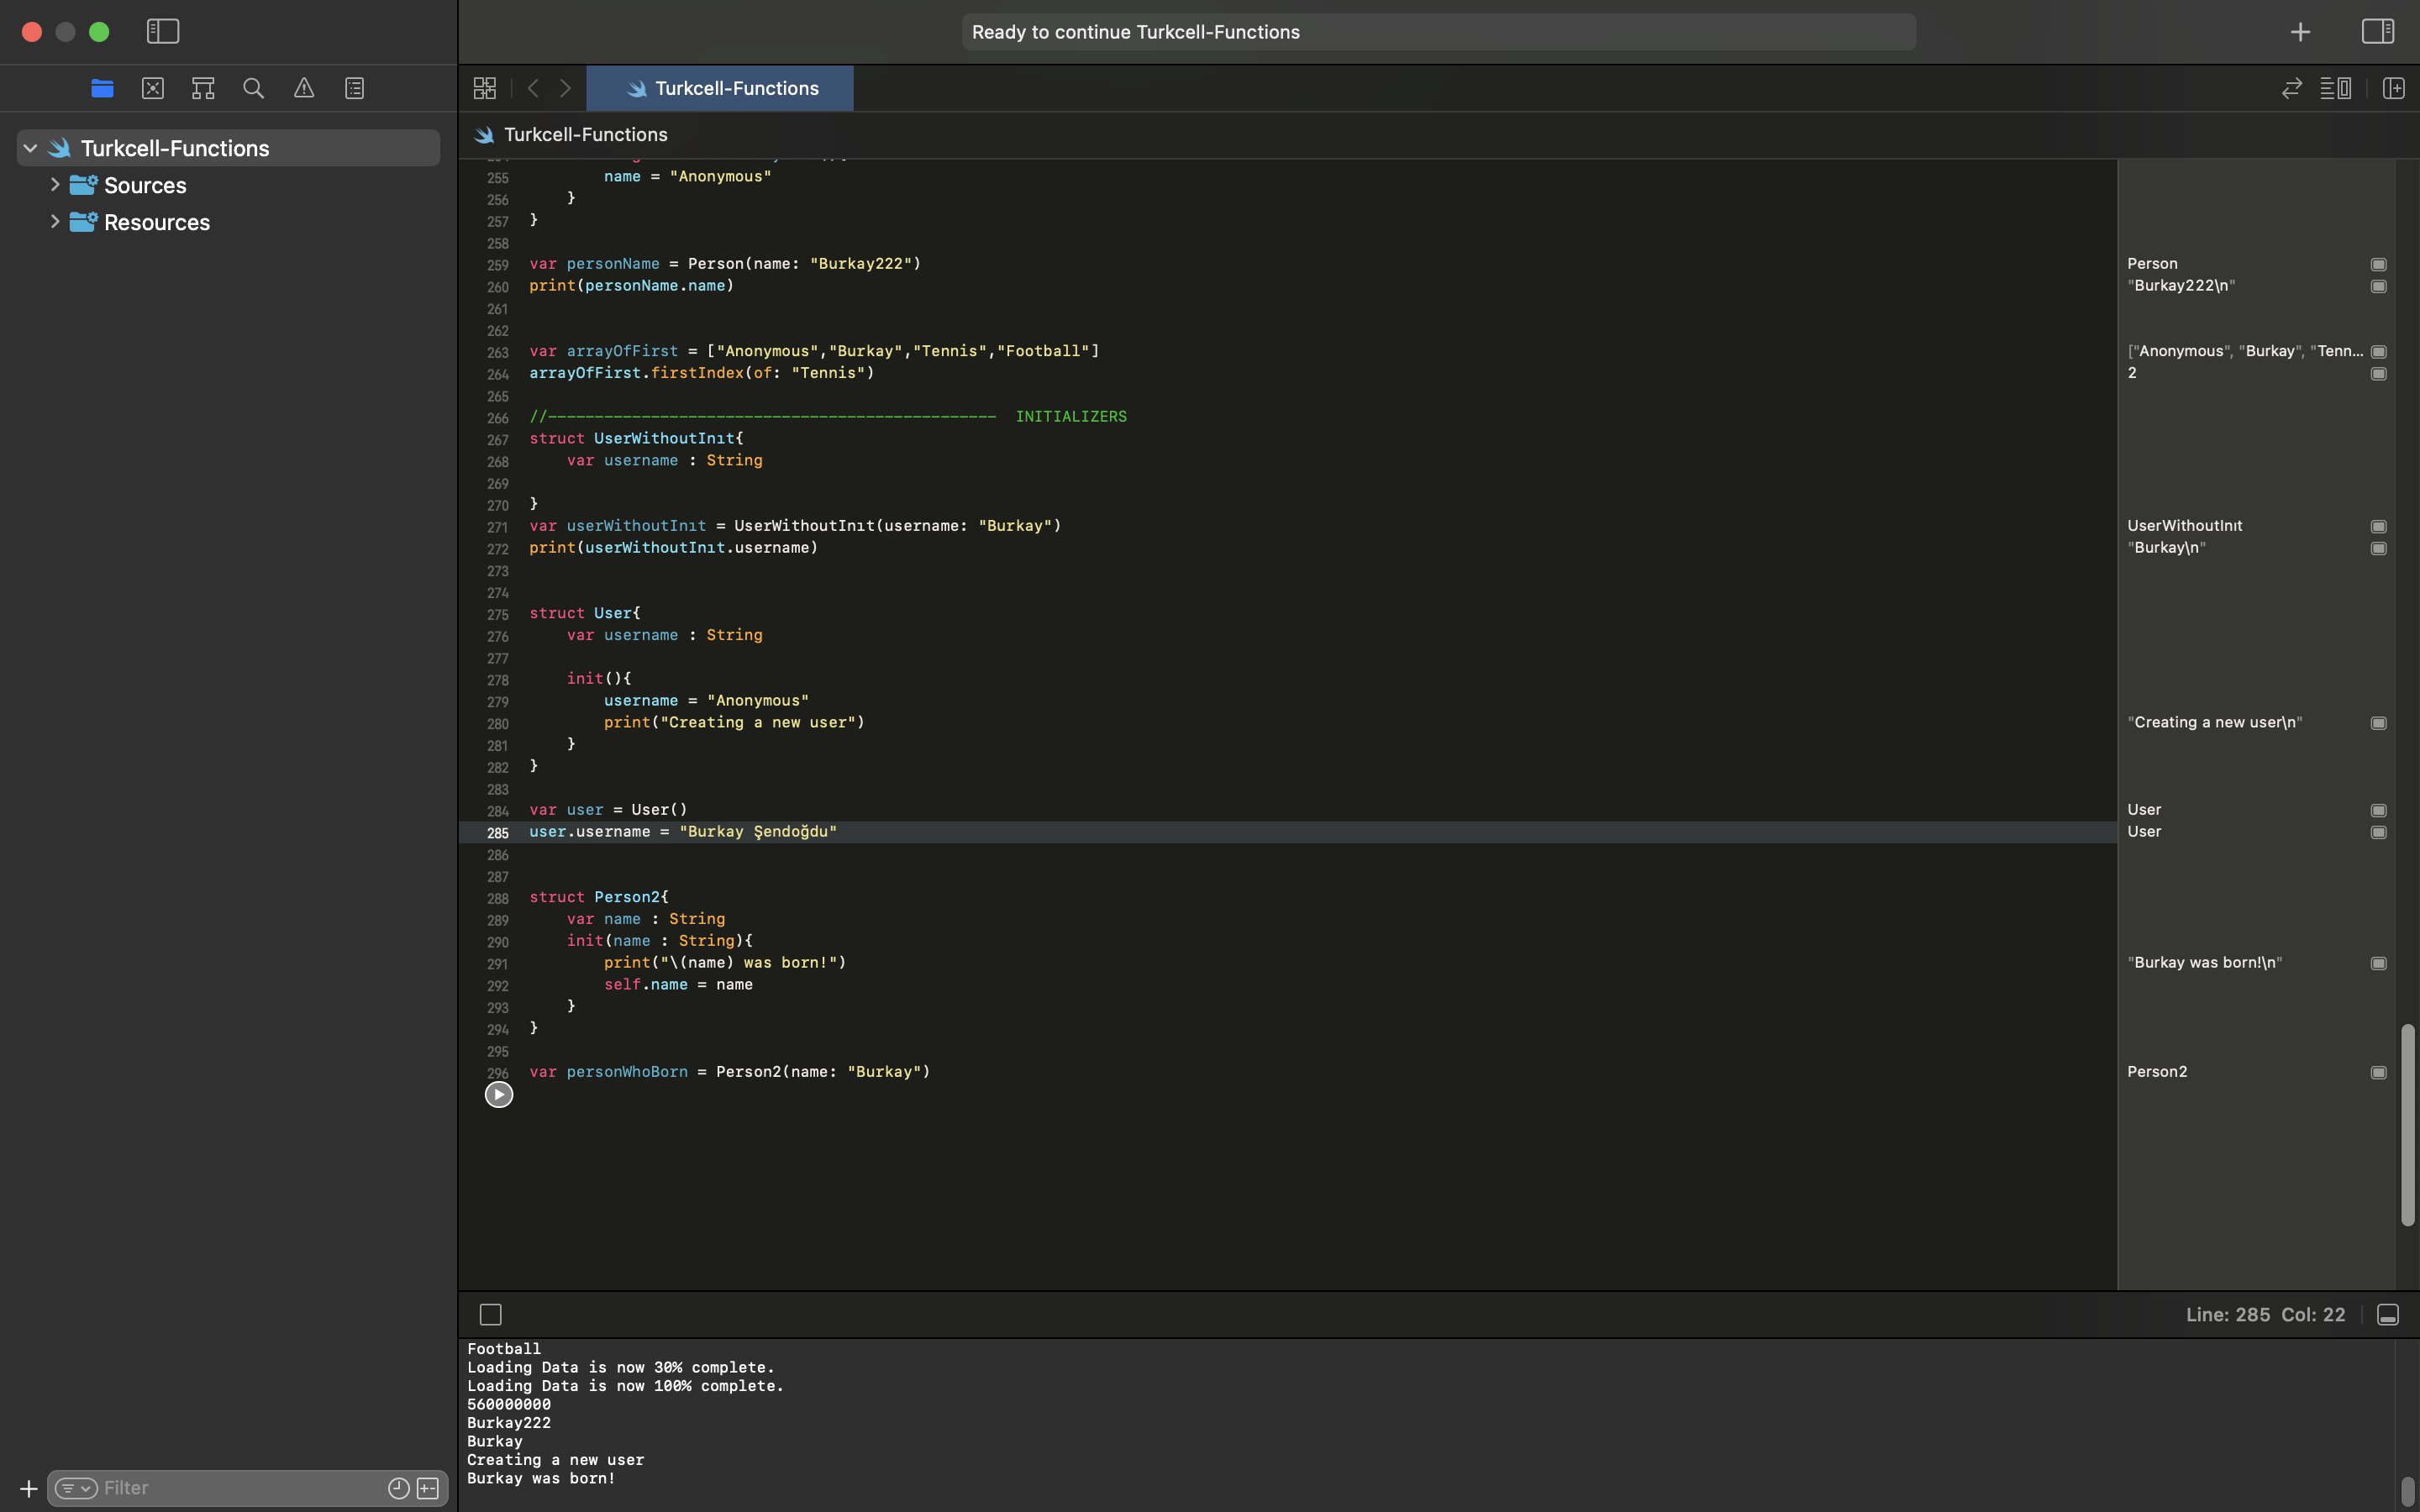 Ready to continue Turkcell-Functions
Turkcell-Functions
Turkcell-Functions
Turkcell-Functions
Sources
Resources
255 name = "Anonymous"
256 }
257 }
258
259 var personName = Person(name: "Burkay222") Person
260 print(personName.name) "Burkay222\n"
261
262
263 var arrayOfFirst = ["Anonymous","Burkay","Tennis","Football"] ["Anonymous", "Burkay", "Tenn...
264 arrayOfFirst.firstIndex(of: "Tennis") 2
265
266 //------------------------------------------------ INITIALIZERS
267 struct UserWithoutInıt{
268 var username : String
269
270 }
271 var userWithoutInıt = UserWithoutInıt(username: "Burkay") UserWithoutInıt
272 print(userWithoutInıt.username) "Burkay\n"
273
274
275 struct User{
276 var username : String
277
278 init(){
279 username = "Anonymous"
280 print("Creating a new user") "Creating a new user\n"
281 }
282 }
283
284 var user = User() User
285 user.username = "Burkay Şendoğdu" User
286
287
288 struct Person2{
289 var name : String
290 init(name : String){
291 print("\(name) was born!") "Burkay was born!\n"
292 self.name = name
293 }
294 }
295
296 var personWhoBorn = Person2(name: "Burkay") Person2
Line: 285 Col: 22
Football
Loading Data is now 30% complete.
Loading Data is now 100% complete.
560000000
Burkay222
Burkay
Creating a new user
Burkay was born!
Filter